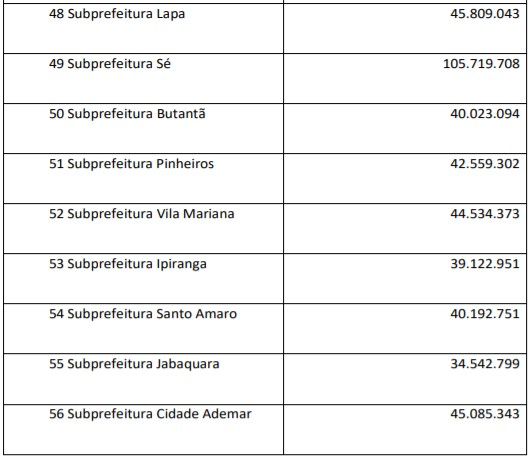 48 Subprefeitura Lapa 45.809.043
49 Subprefeitura Sé 105.719.708
50 Subprefeitura Butantã 40.023.094
51 Subprefeitura Pinheiros 42.559.302
52 Subprefeitura Vila Mariana 44.534.373
53 Subprefeitura Ipiranga 39.122.951
54 Subprefeitura Santo Amaro 40.192.751
55 Subprefeitura Jabaquara 34.542.799
56 Subprefeitura Cidade Ademar 45.085.343